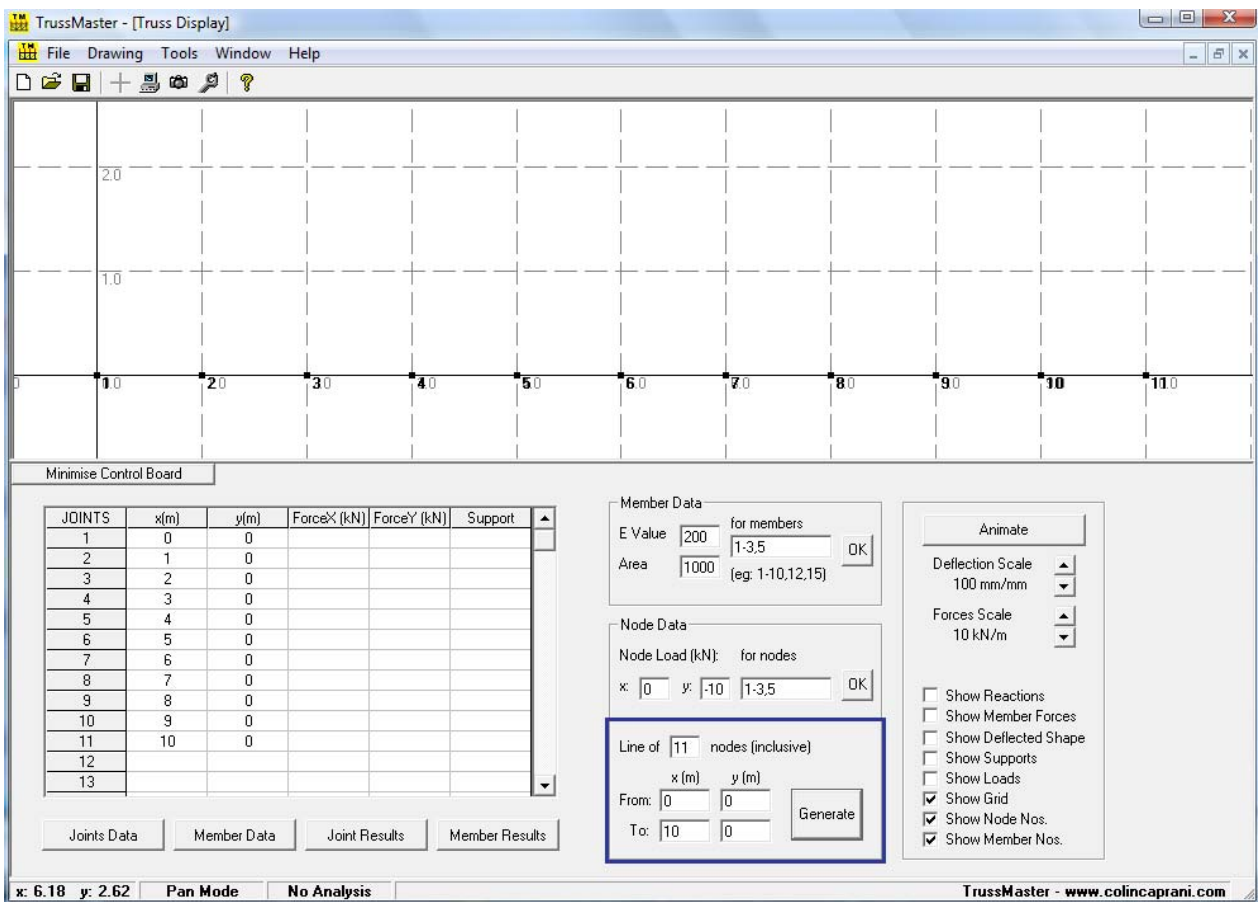 TM TrussMaster - [Truss Display]
File Drawing Tools Window Help
2.0
1.0
1 2 3 4 5 6 7 8 9 10 11
Minimise Control Board
JOINTS x(m) y(m) ForceX (kN) ForceY (kN) Support
1 0 0
2 1 0
3 2 0
4 3 0
5 4 0
6 5 0
7 6 0
8 7 0
9 8 0
10 9 0
11 10 0
12
13
Joints Data Member Data Joint Results Member Results
Member Data
E Value 200 for members
1-3,5 OK
Area 1000 (eg: 1-10,12,15)
Node Data
Node Load (kN): for nodes
x: 0 y: -10 1-3,5 OK
Line of 11 nodes (inclusive)
x (m) y (m)
From: 0 0
To: 10 0
Generate
Animate
Deflection Scale
100 mm/mm
Forces Scale
10 kN/m
Show Reactions
Show Member Forces
Show Deflected Shape
Show Supports
Show Loads
Show Grid
Show Node Nos.
Show Member Nos.
x: 6.18 y: 2.62 Pan Mode No Analysis TrussMaster - www.colincaprani.com